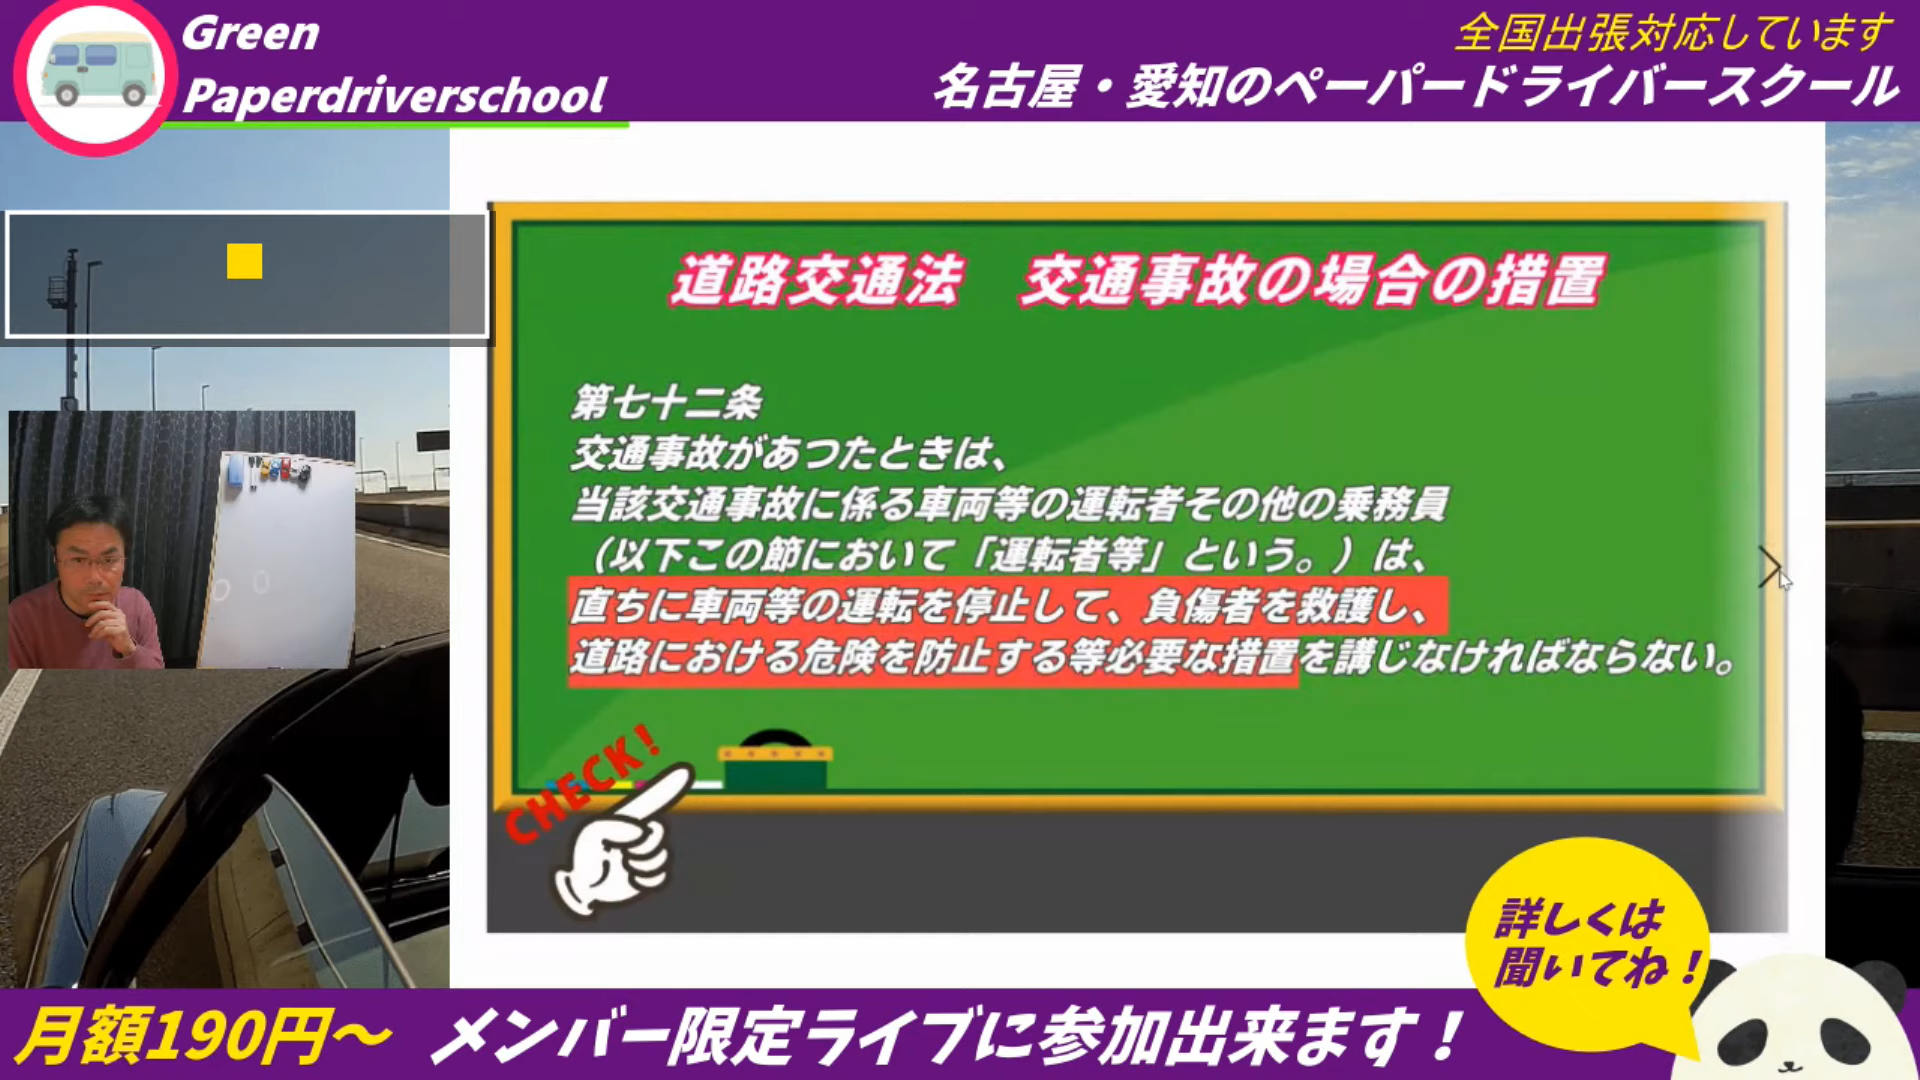 Green
Paperdriverschool
全国出張対応しています
名古屋・愛知のペーパードライバースクール
道路交通法　交通事故の場合の措置
第七十二条
交通事故があつたときは、
当該交通事故に係る車両等の運転者その他の乗務員
（以下この節において「運転者等」という。）は、
直ちに車両等の運転を停止して、負傷者を救護し、
道路における危険を防止する等必要な措置を講じなければならない。
CHECK!
詳しくは
聞いてね！
月額190円〜　メンバー限定ライブに参加出来ます！